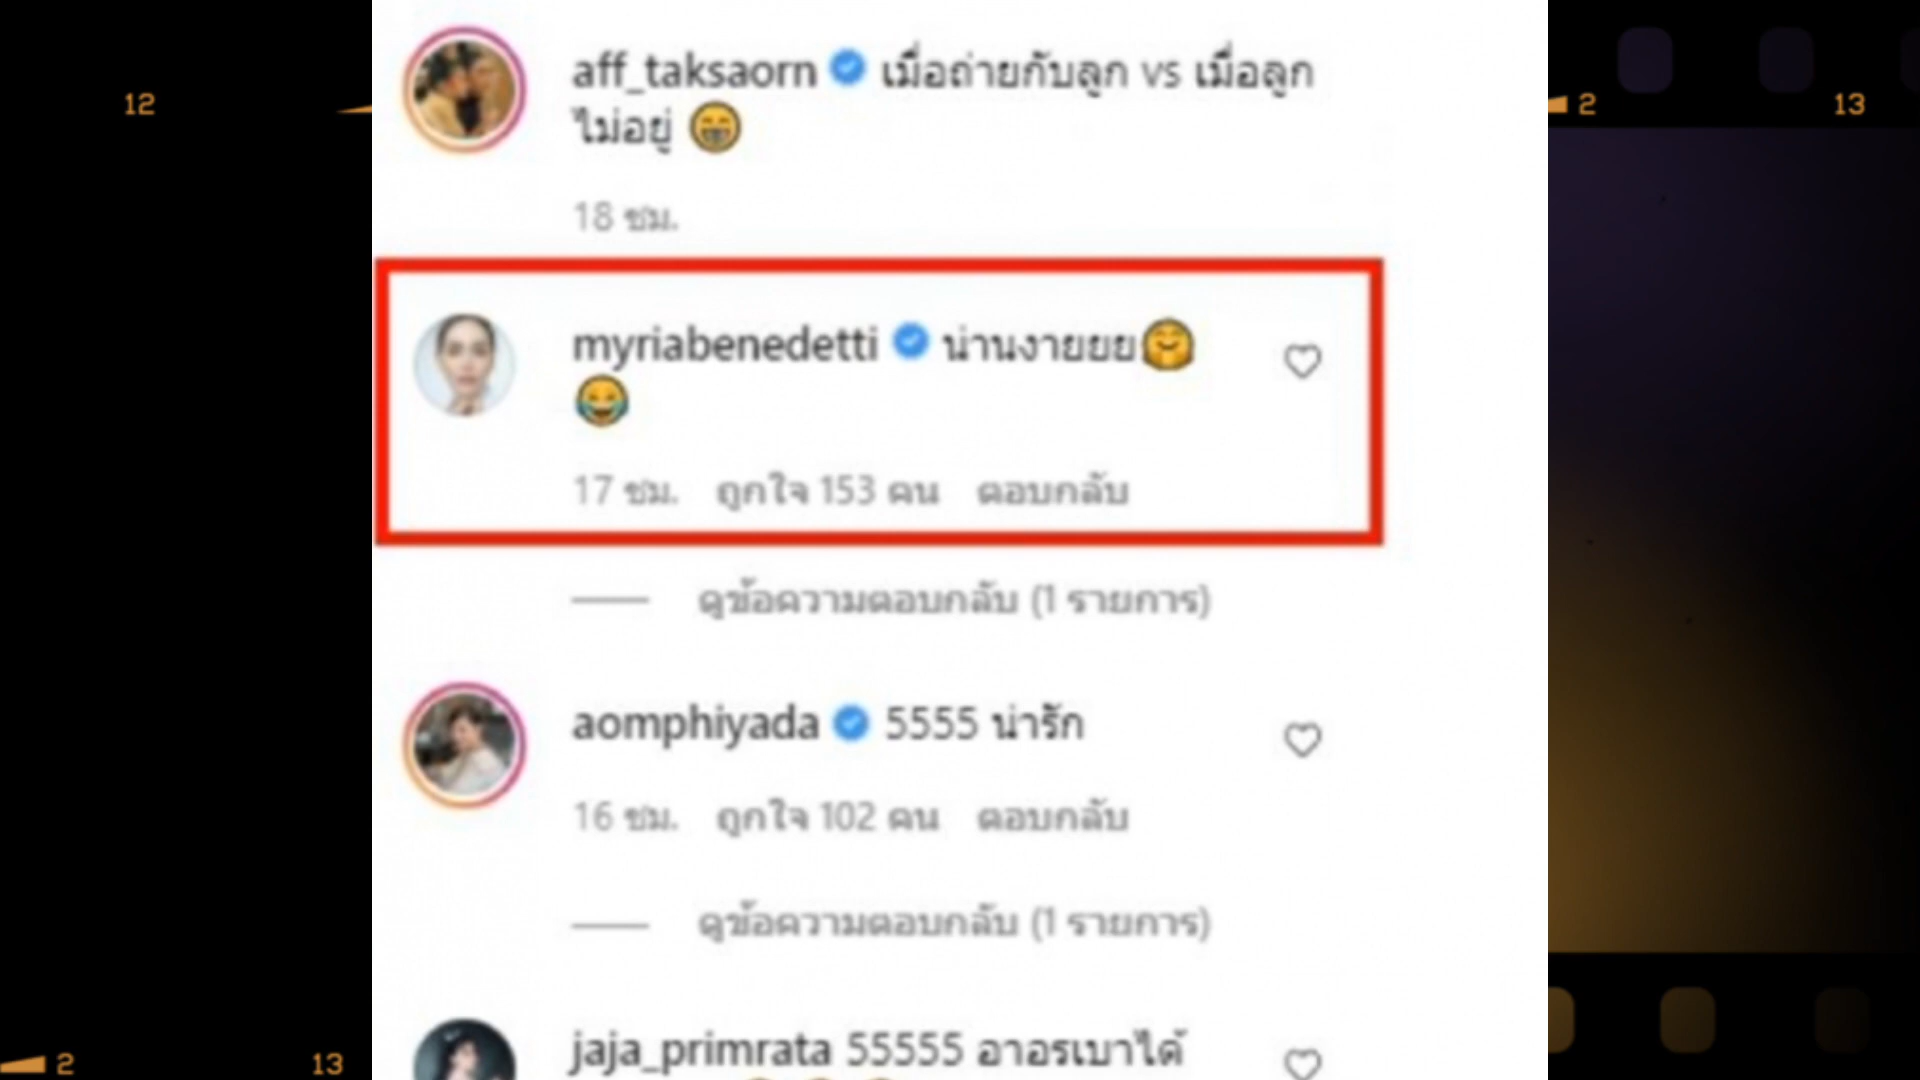 12
2
13
aff_taksaorn เมื่อถ่ายกับลูก vs เมื่อลูก
ไม่อยู่ 😁
18 ชม.
myriabenedetti น่านงายยย🤗
😂
17 ชม. ถูกใจ 153 คน ตอบกลับ
ดูข้อความตอบกลับ (1 รายการ)
aomphiyada 5555 น่ารัก
16 ชม. ถูกใจ 102 คน ตอบกลับ
ดูข้อความตอบกลับ (1 รายการ)
jaja_primrata 55555 อาอรเบาได้
2
13